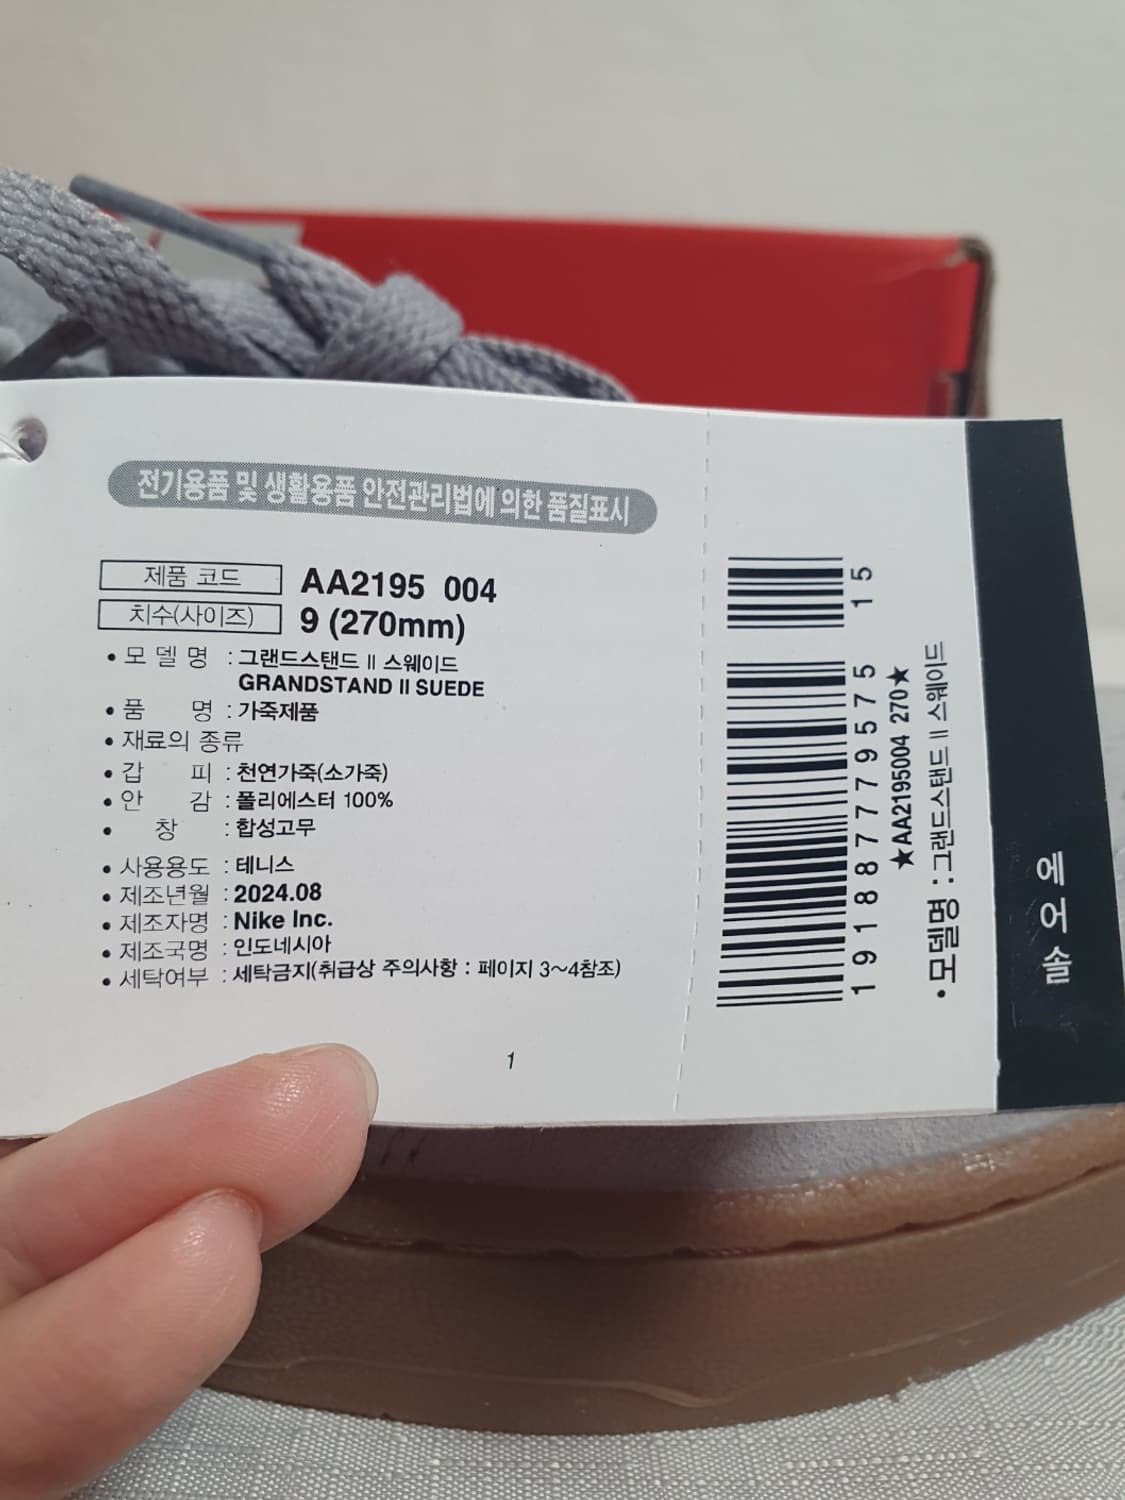 전기용품 및 생활용품 안전관리법에 의한 품질표시
제품 코드 AA2195 004
치수(사이즈) 9 (270mm)
• 모 델 명 : 그랜드스탠드 II 스웨이드
GRANDSTAND II SUEDE
• 품 명 : 가죽제품
• 재료의 종류
• 갑 피 : 천연가죽(소가죽)
• 안 감 : 폴리에스터 100%
• 창 : 합성고무
• 사용용도 : 테니스
• 제조년월 : 2024.08
• 제조자명 : Nike Inc.
• 제조국명 : 인도네시아
• 세탁여부 : 세탁금지(취급상 주의사항 : 페이지 3~4참조)
1
15
191887779575
★AA2195004 270★
• 모델명 : 그랜드스탠드 II 스웨이드
에어솔